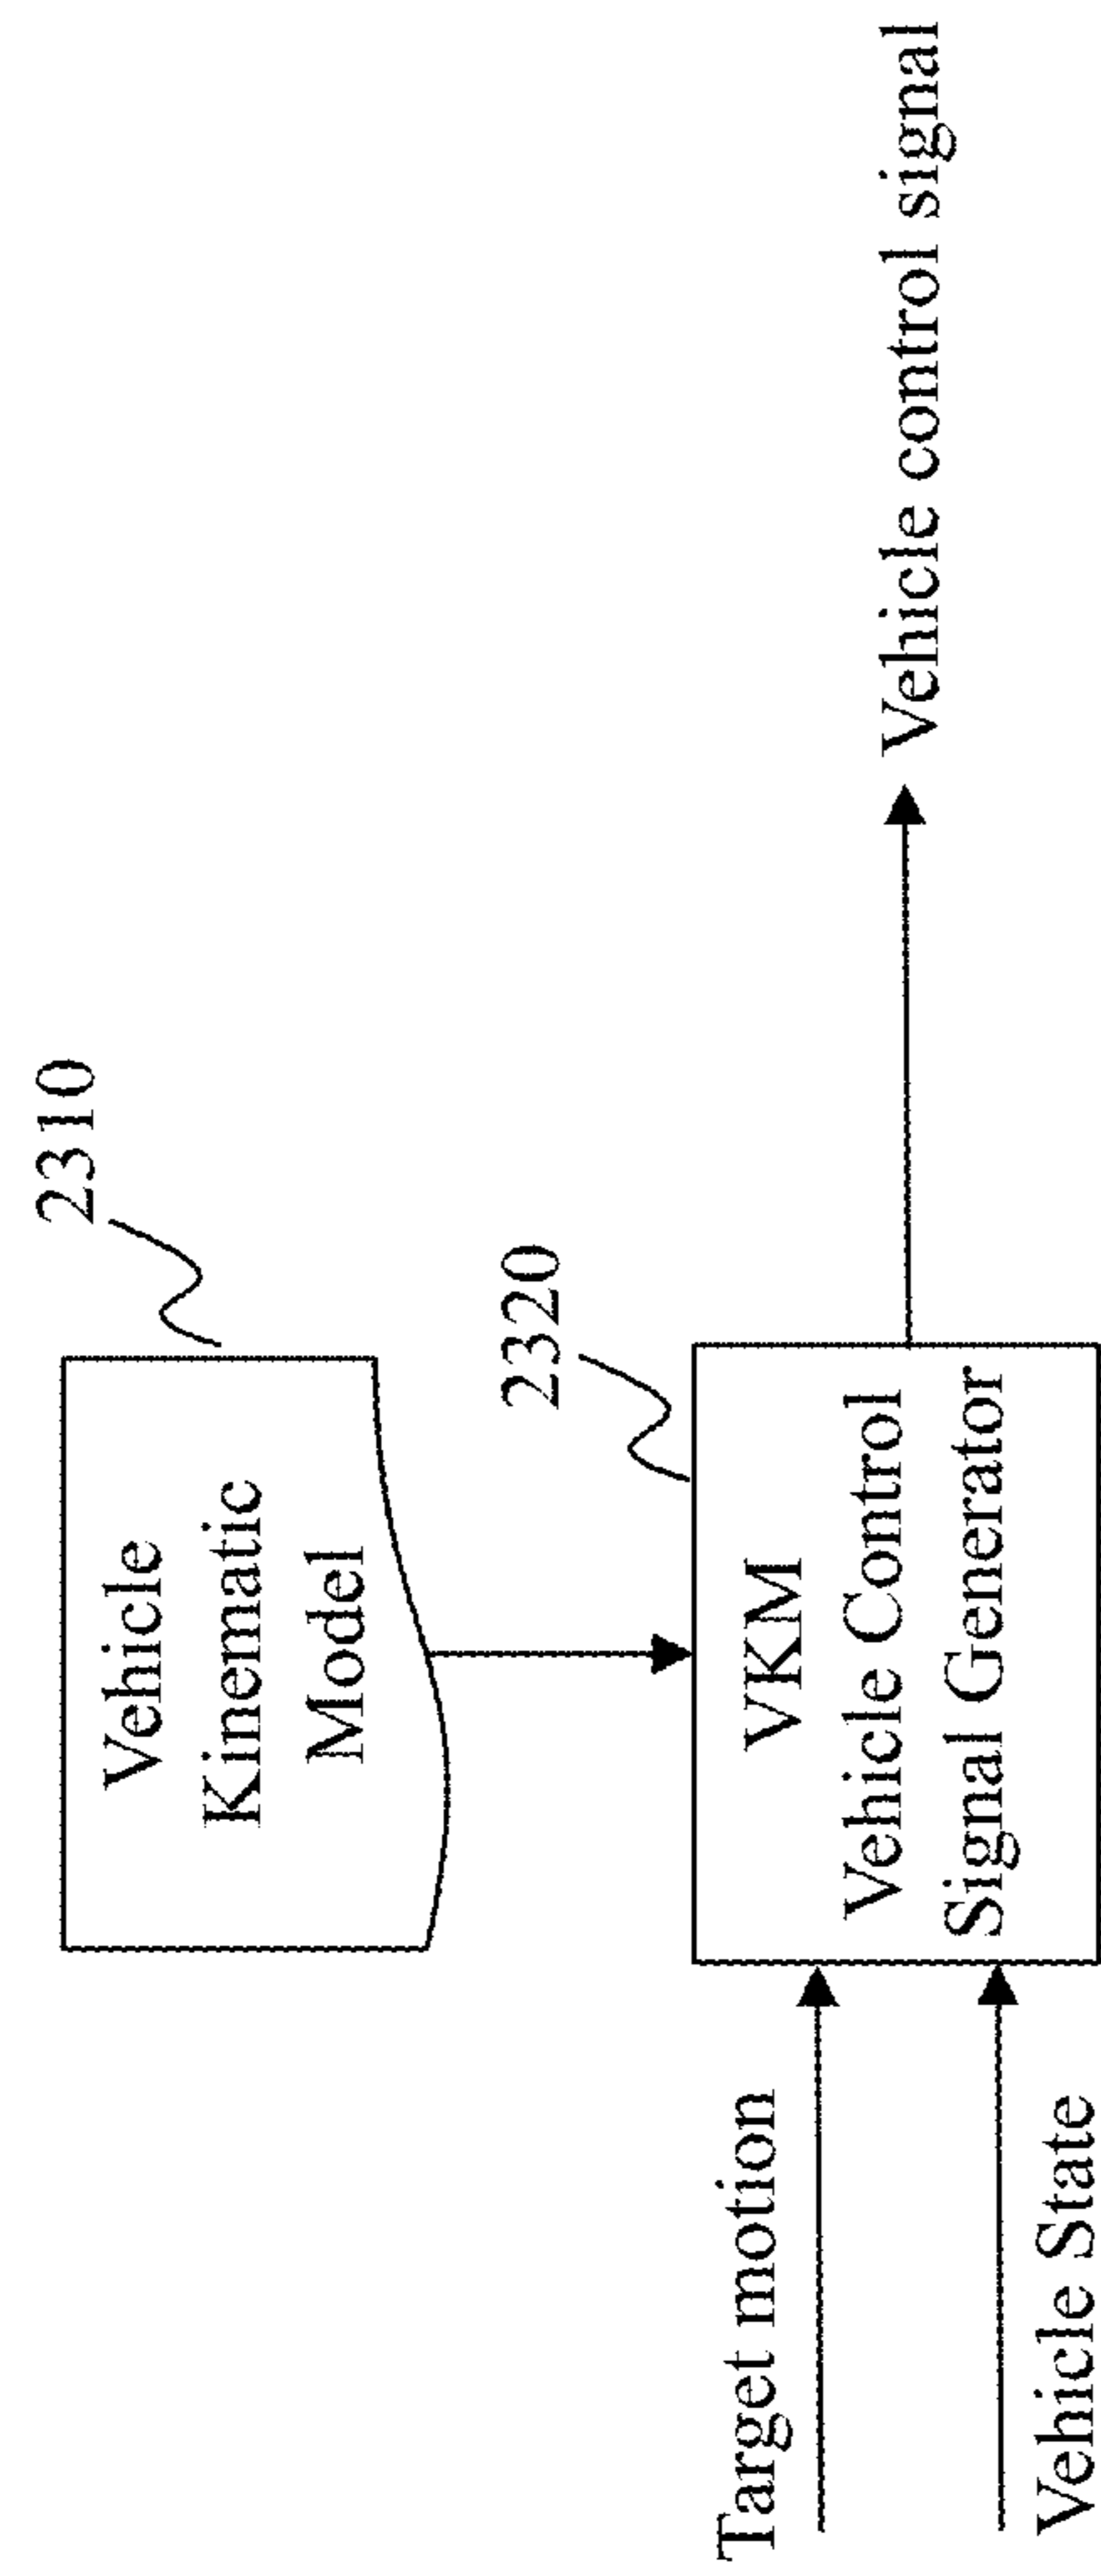 2310
Vehicle
Kinematic
Model
2320
VKM
Vehicle Control
Signal Generator
Target motion
Vehicle State
Vehicle control signal